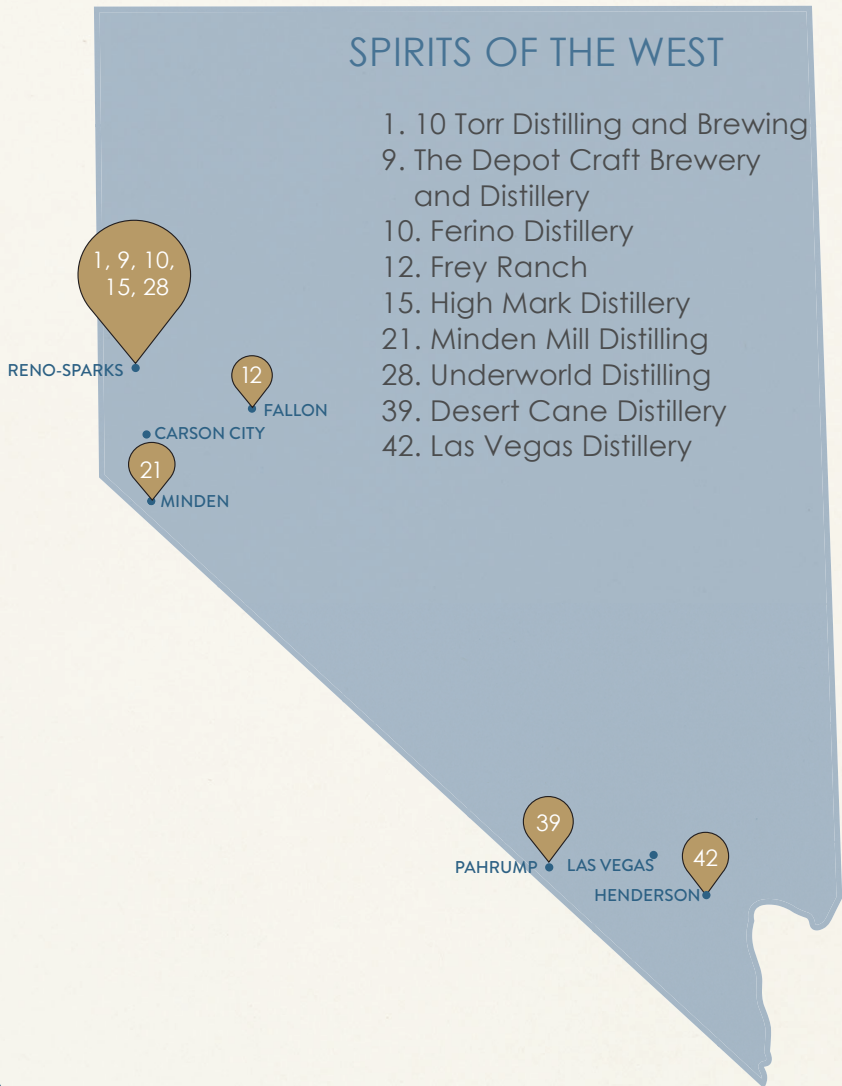 SPIRITS OF THE WEST
1. 10 Torr Distilling and Brewing
9. The Depot Craft Brewery
and Distillery
10. Ferino Distillery
12. Frey Ranch
15. High Mark Distillery
21. Minden Mill Distilling
28. Underworld Distilling
39. Desert Cane Distillery
42. Las Vegas Distillery
1, 9, 10,
15, 28
RENO-SPARKS
12
FALLON
CARSON CITY
21
MINDEN
39
PAHRUMP
LAS VEGAS
42
HENDERSON